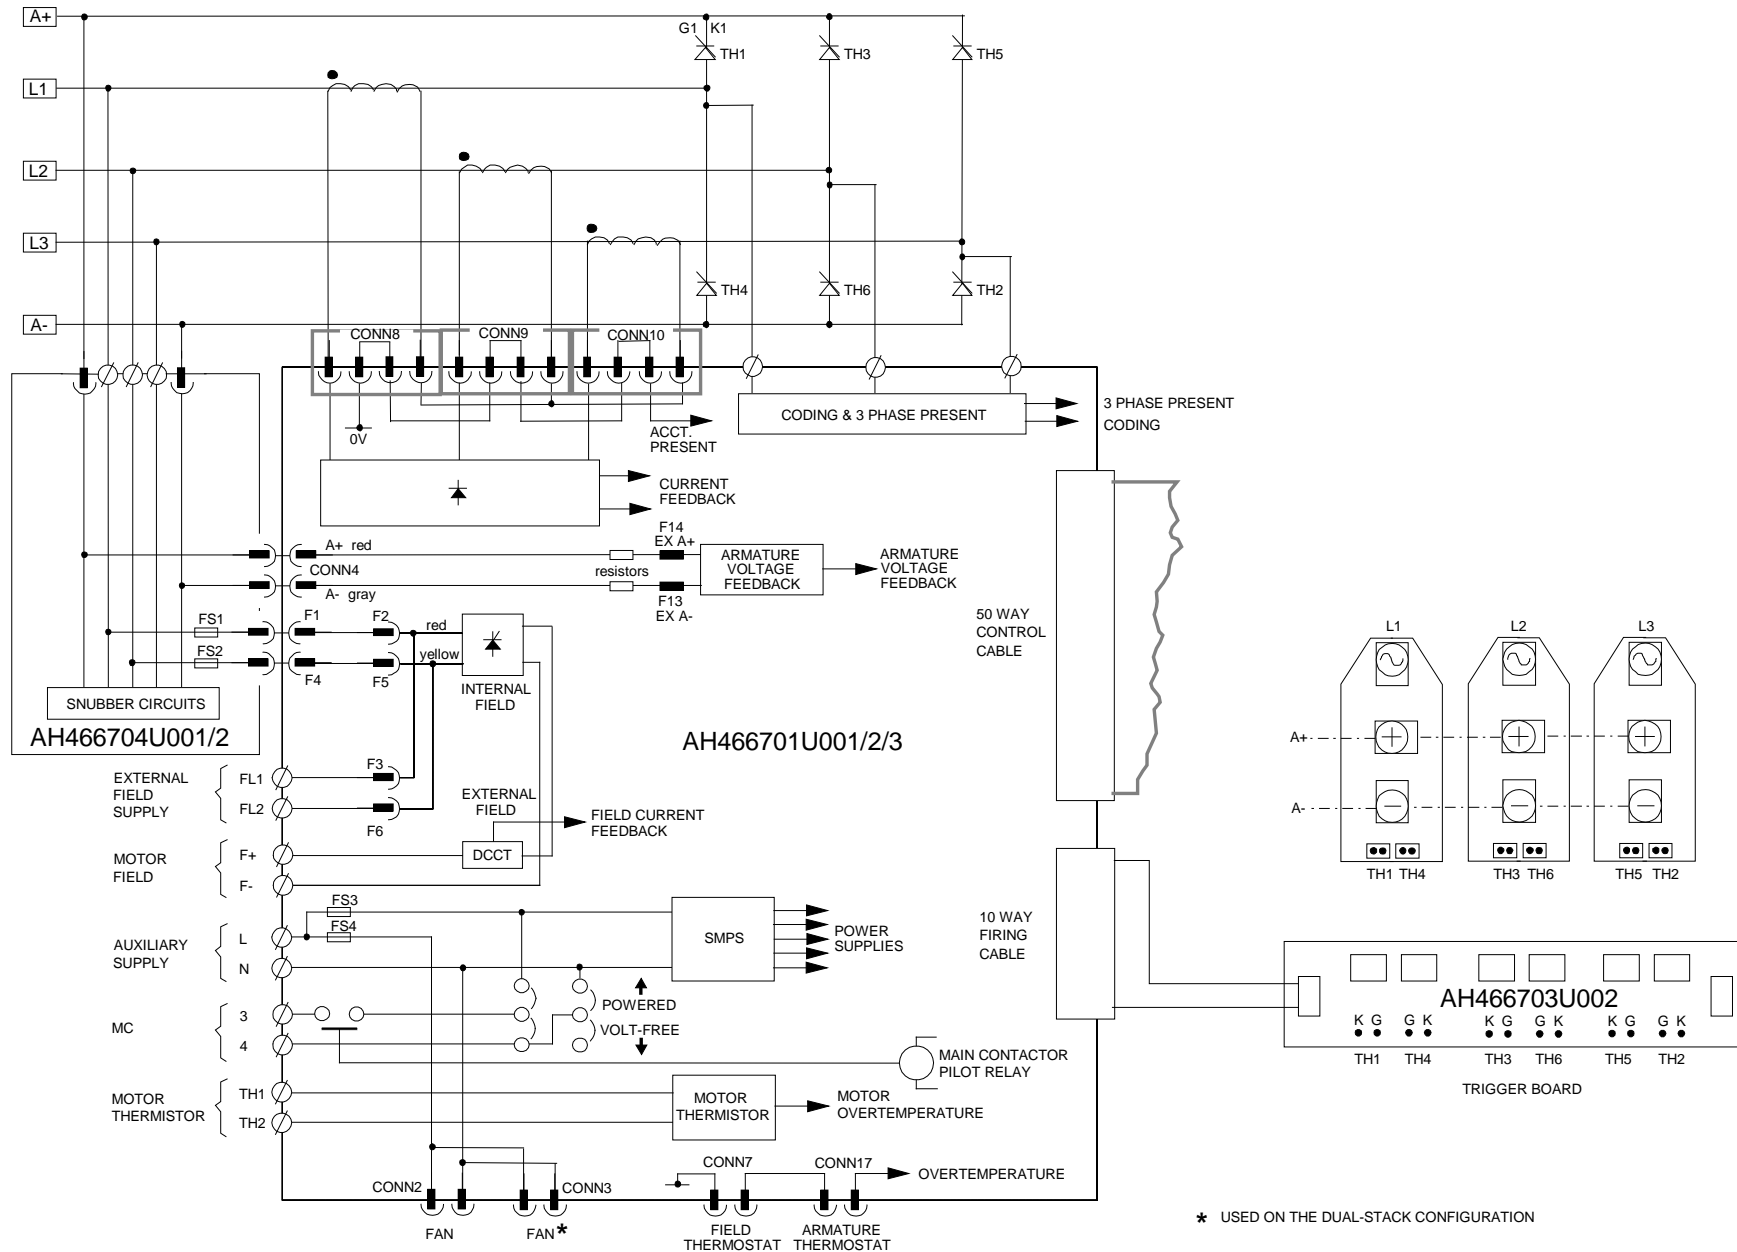 A+
G1 K1
TH1
TH3
TH5
L1
L2
L3
TH4
TH6
TH2
A-
CONN8
CONN9
CONN10
0V
ACCT.
PRESENT
CODING & 3 PHASE PRESENT
3 PHASE PRESENT
CODING
CURRENT
FEEDBACK
A+ red
CONN4
A- gray
resistors
F14
EX A+
F13
EX A-
ARMATURE
VOLTAGE
FEEDBACK
ARMATURE
VOLTAGE
FEEDBACK
FS1
F1
F2
red
FS2
F4
F5
yellow
INTERNAL
FIELD
SNUBBER CIRCUITS
AH466704U001/2
AH466701U001/2/3
50 WAY
CONTROL
CABLE
L1
L2
L3
A+
A-
TH1 TH4
TH3 TH6
TH5 TH2
EXTERNAL
FIELD
SUPPLY
FL1
FL2
F3
F6
EXTERNAL
FIELD
FIELD CURRENT
FEEDBACK
MOTOR
FIELD
F+
F-
DCCT
AUXILIARY
SUPPLY
L
N
FS3
FS4
SMPS
POWER
SUPPLIES
10 WAY
FIRING
CABLE
MC
3
4
POWERED
VOLT-FREE
MAIN CONTACTOR
PILOT RELAY
AH466703U002
K G
G K
K G
G K
K G
G K
TH1
TH4
TH3
TH6
TH5
TH2
TRIGGER BOARD
MOTOR
THERMISTOR
TH1
TH2
MOTOR
THERMISTOR
MOTOR
OVERTEMPERATURE
CONN2
CONN3
CONN7
CONN17
OVERTEMPERATURE
FAN
FAN*
FIELD
THERMOSTAT
ARMATURE
THERMOSTAT
* USED ON THE DUAL-STACK CONFIGURATION